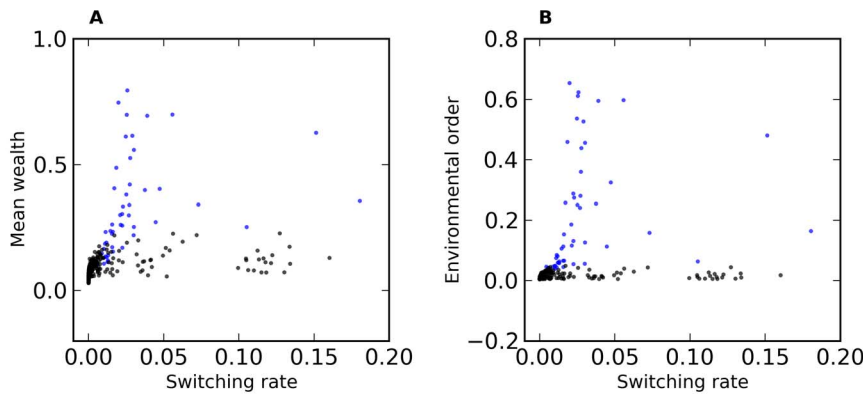 A
Mean wealth
1.0
0.5
0.0
0.00 0.05 0.10 0.15 0.20
Switching rate
B
Environmental order
0.8
0.6
0.4
0.2
0.0
−0.2
0.00 0.05 0.10 0.15 0.20
Switching rate